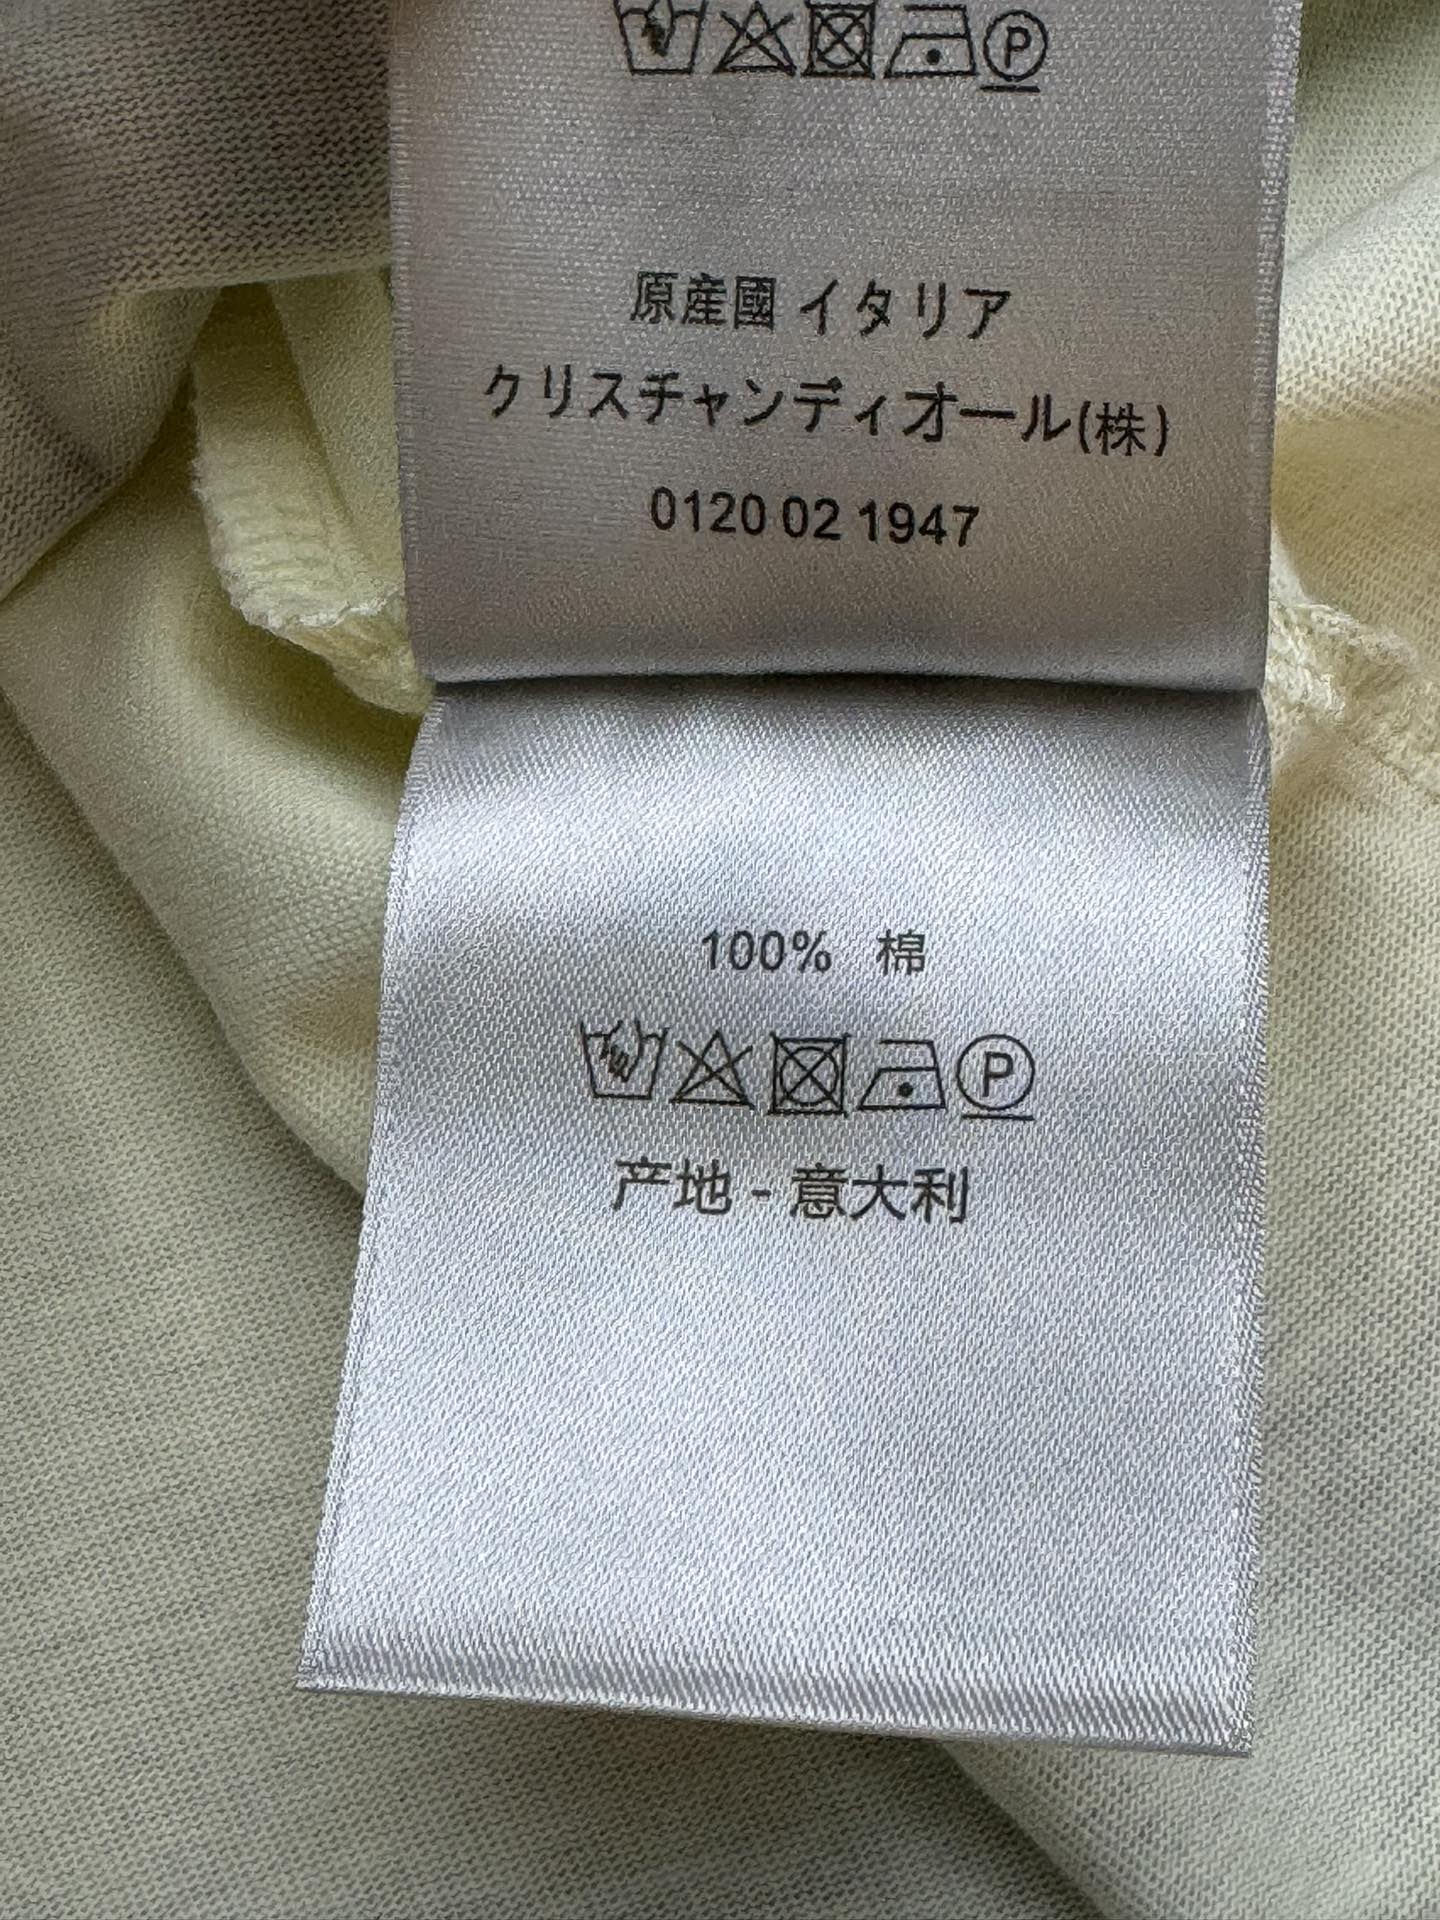 P
原産國 イタリア
クリスチャンディオール(株)
0120 02 1947
100% 棉
P
产地 - 意大利